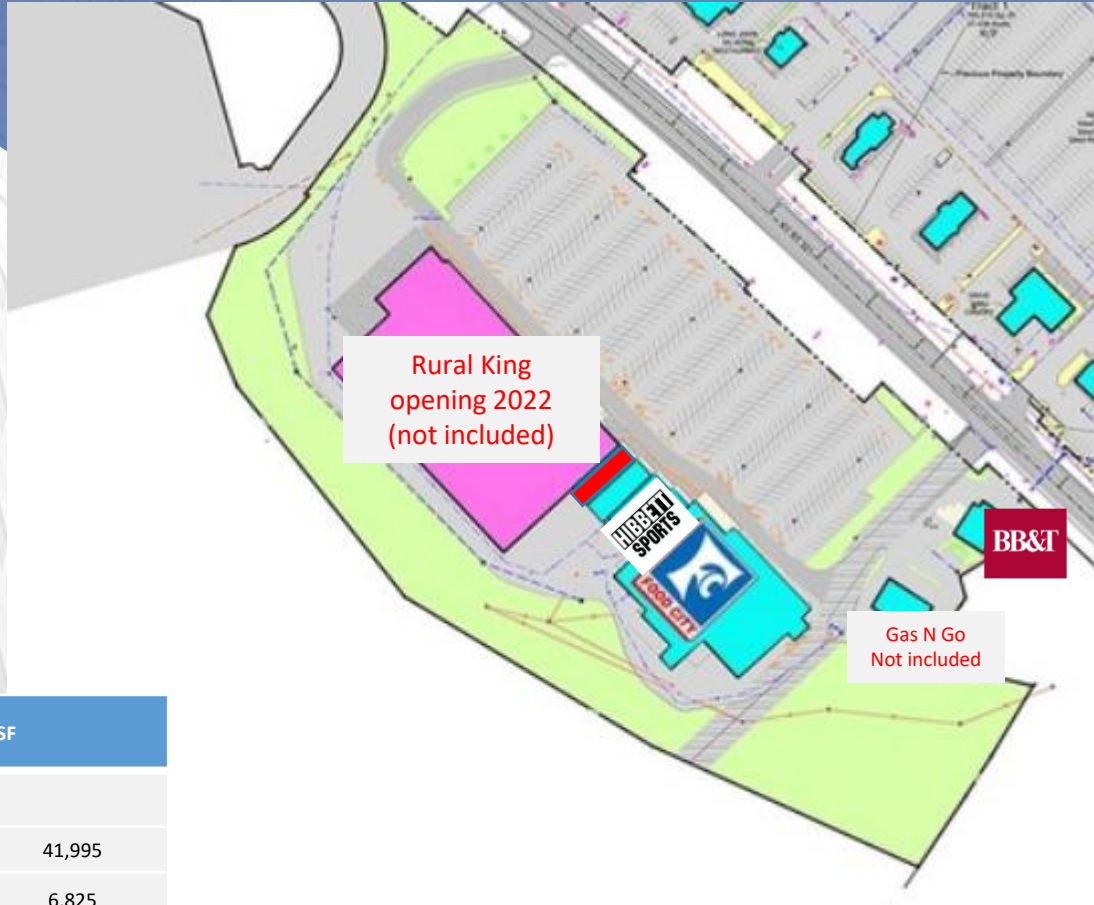 Previous Property Boundary
Rural King
opening 2022
(not included)
HIBBETT
SPORTS
FOOD CITY
BB&T
Gas N Go
Not included
SF
41,995
6,825